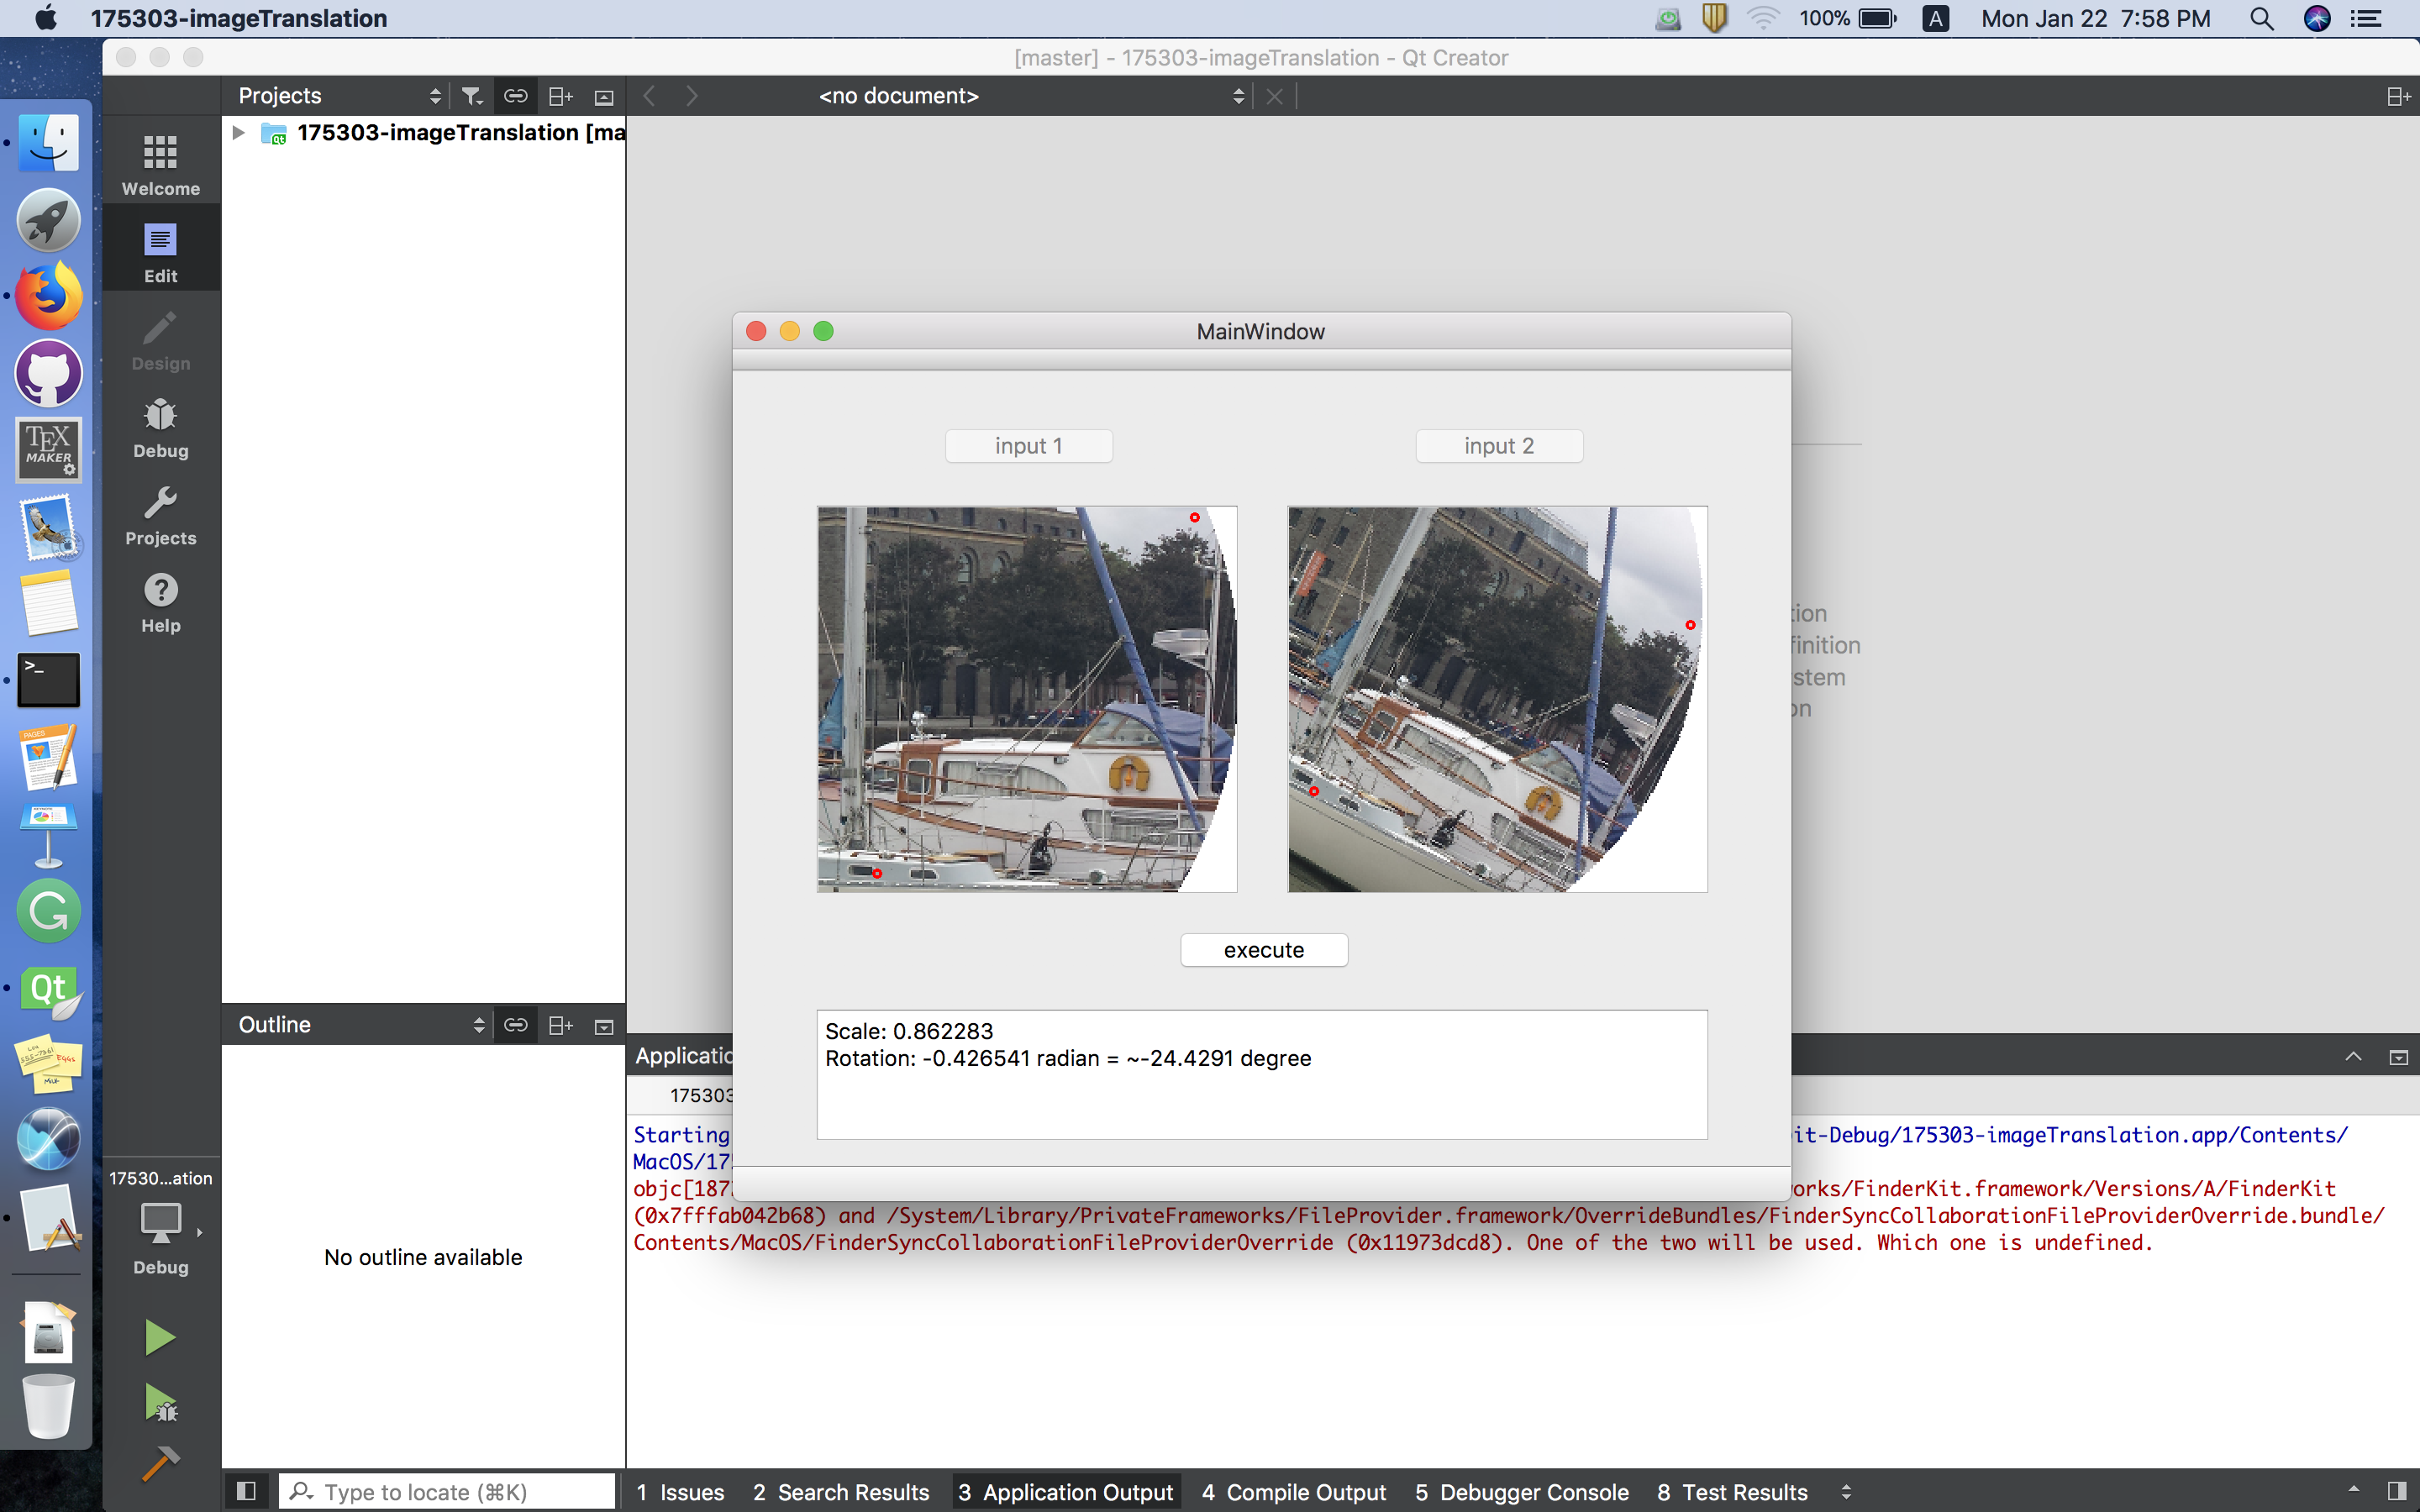 175303-imageTranslation
100%
A
Mon Jan 22 7:58 PM
[master] - 175303-imageTranslation - Qt Creator
Projects
<no document>
175303-imageTranslation [ma
Welcome
Edit
Design
Debug
Projects
Help
TEX
MAKER
>_
PAGES
Qt
MainWindow
input 1
input 2
tion
finition
stem
on
execute
Scale: 0.862283
Rotation: -0.426541 radian = ~-24.4291 degree
Outline
No outline available
Applicatio
175303
Starting
it-Debug/175303-imageTranslation.app/Contents/
MacOS/17
objc[187
orks/FinderKit.framework/Versions/A/FinderKit
(0x7fffab042b68) and /System/Library/PrivateFrameworks/FileProvider.framework/OverrideBundles/FinderSyncCollaborationFileProviderOverride.bundle/
Contents/MacOS/FinderSyncCollaborationFileProviderOverride (0x11973dcd8). One of the two will be used. Which one is undefined.
17530...ation
Debug
Type to locate (⌘K)
1 Issues
2 Search Results
3 Application Output
4 Compile Output
5 Debugger Console
8 Test Results